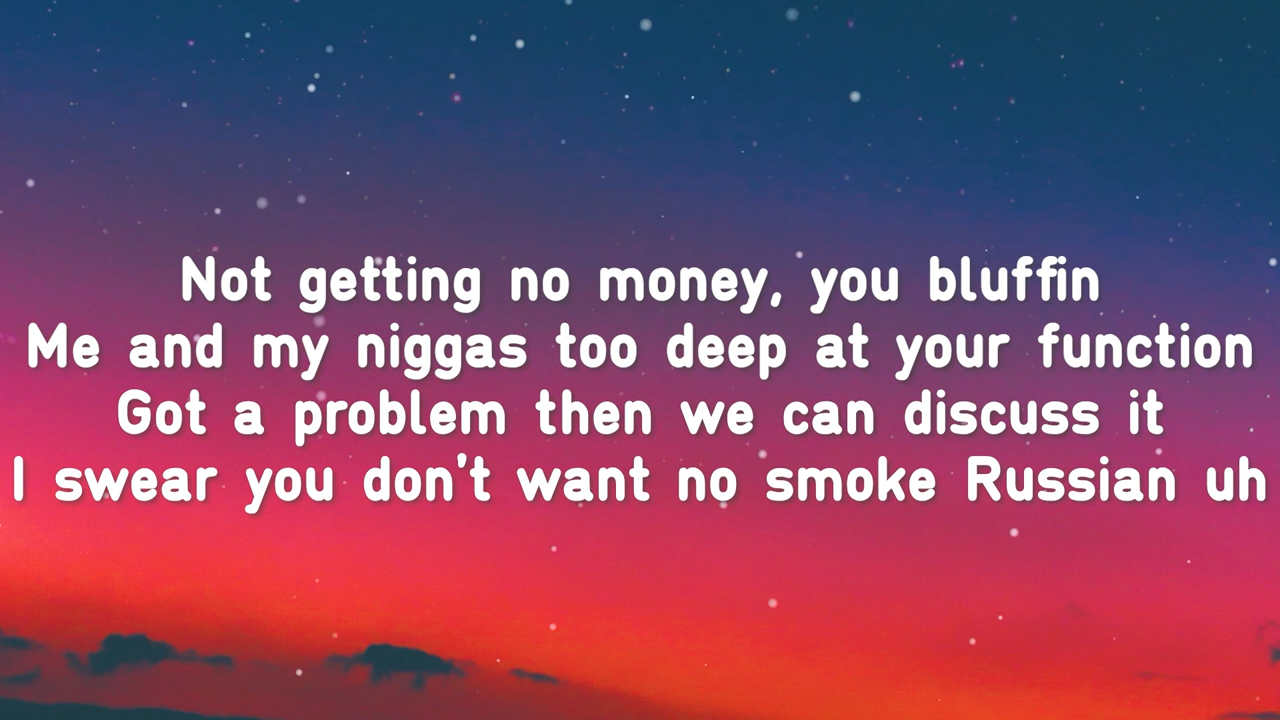 Not getting no money, you bluffin
Me and my niggas too deep at your function
Got a problem then we can discuss it
I swear you don't want no smoke Russian uh